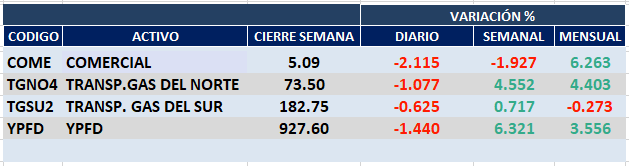 VARIACIÓN %
CODIGO ACTIVO CIERRE SEMANA DIARIO SEMANAL MENSUAL
COME COMERCIAL 5.09 -2.115 -1.927 6.263
TGNO4 TRANSP.GAS DEL NORTE 73.50 -1.077 4.552 4.403
TGSU2 TRANSP. GAS DEL SUR 182.75 -0.625 0.717 -0.273
YPFD YPFD 927.60 -1.440 6.321 3.556